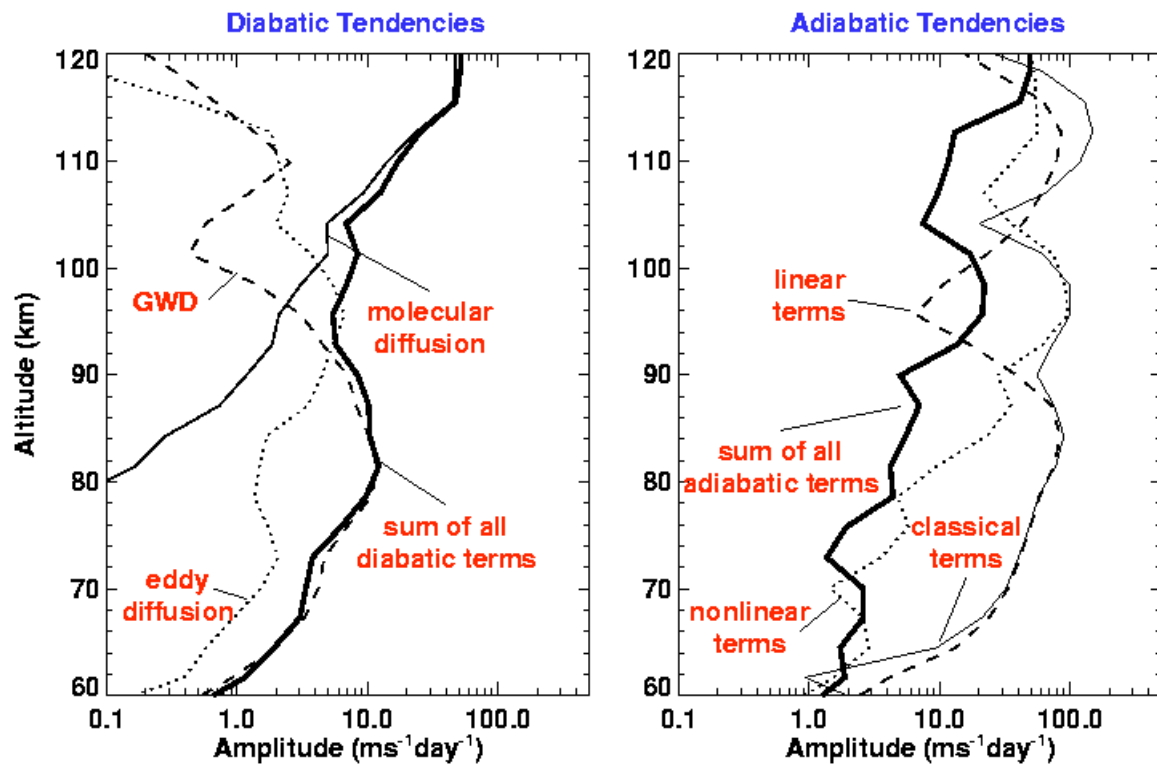 Diabatic Tendencies
Adiabatic Tendencies
Altitude (km)
120
110
100
90
80
70
60
0.1
1.0
10.0
100.0
Amplitude (ms⁻¹day⁻¹)
GWD
molecular
diffusion
sum of all
diabatic terms
eddy
diffusion
120
110
100
90
80
70
60
0.1
1.0
10.0
100.0
Amplitude (ms⁻¹day⁻¹)
linear
terms
sum of all
adiabatic terms
classical
terms
nonlinear
terms